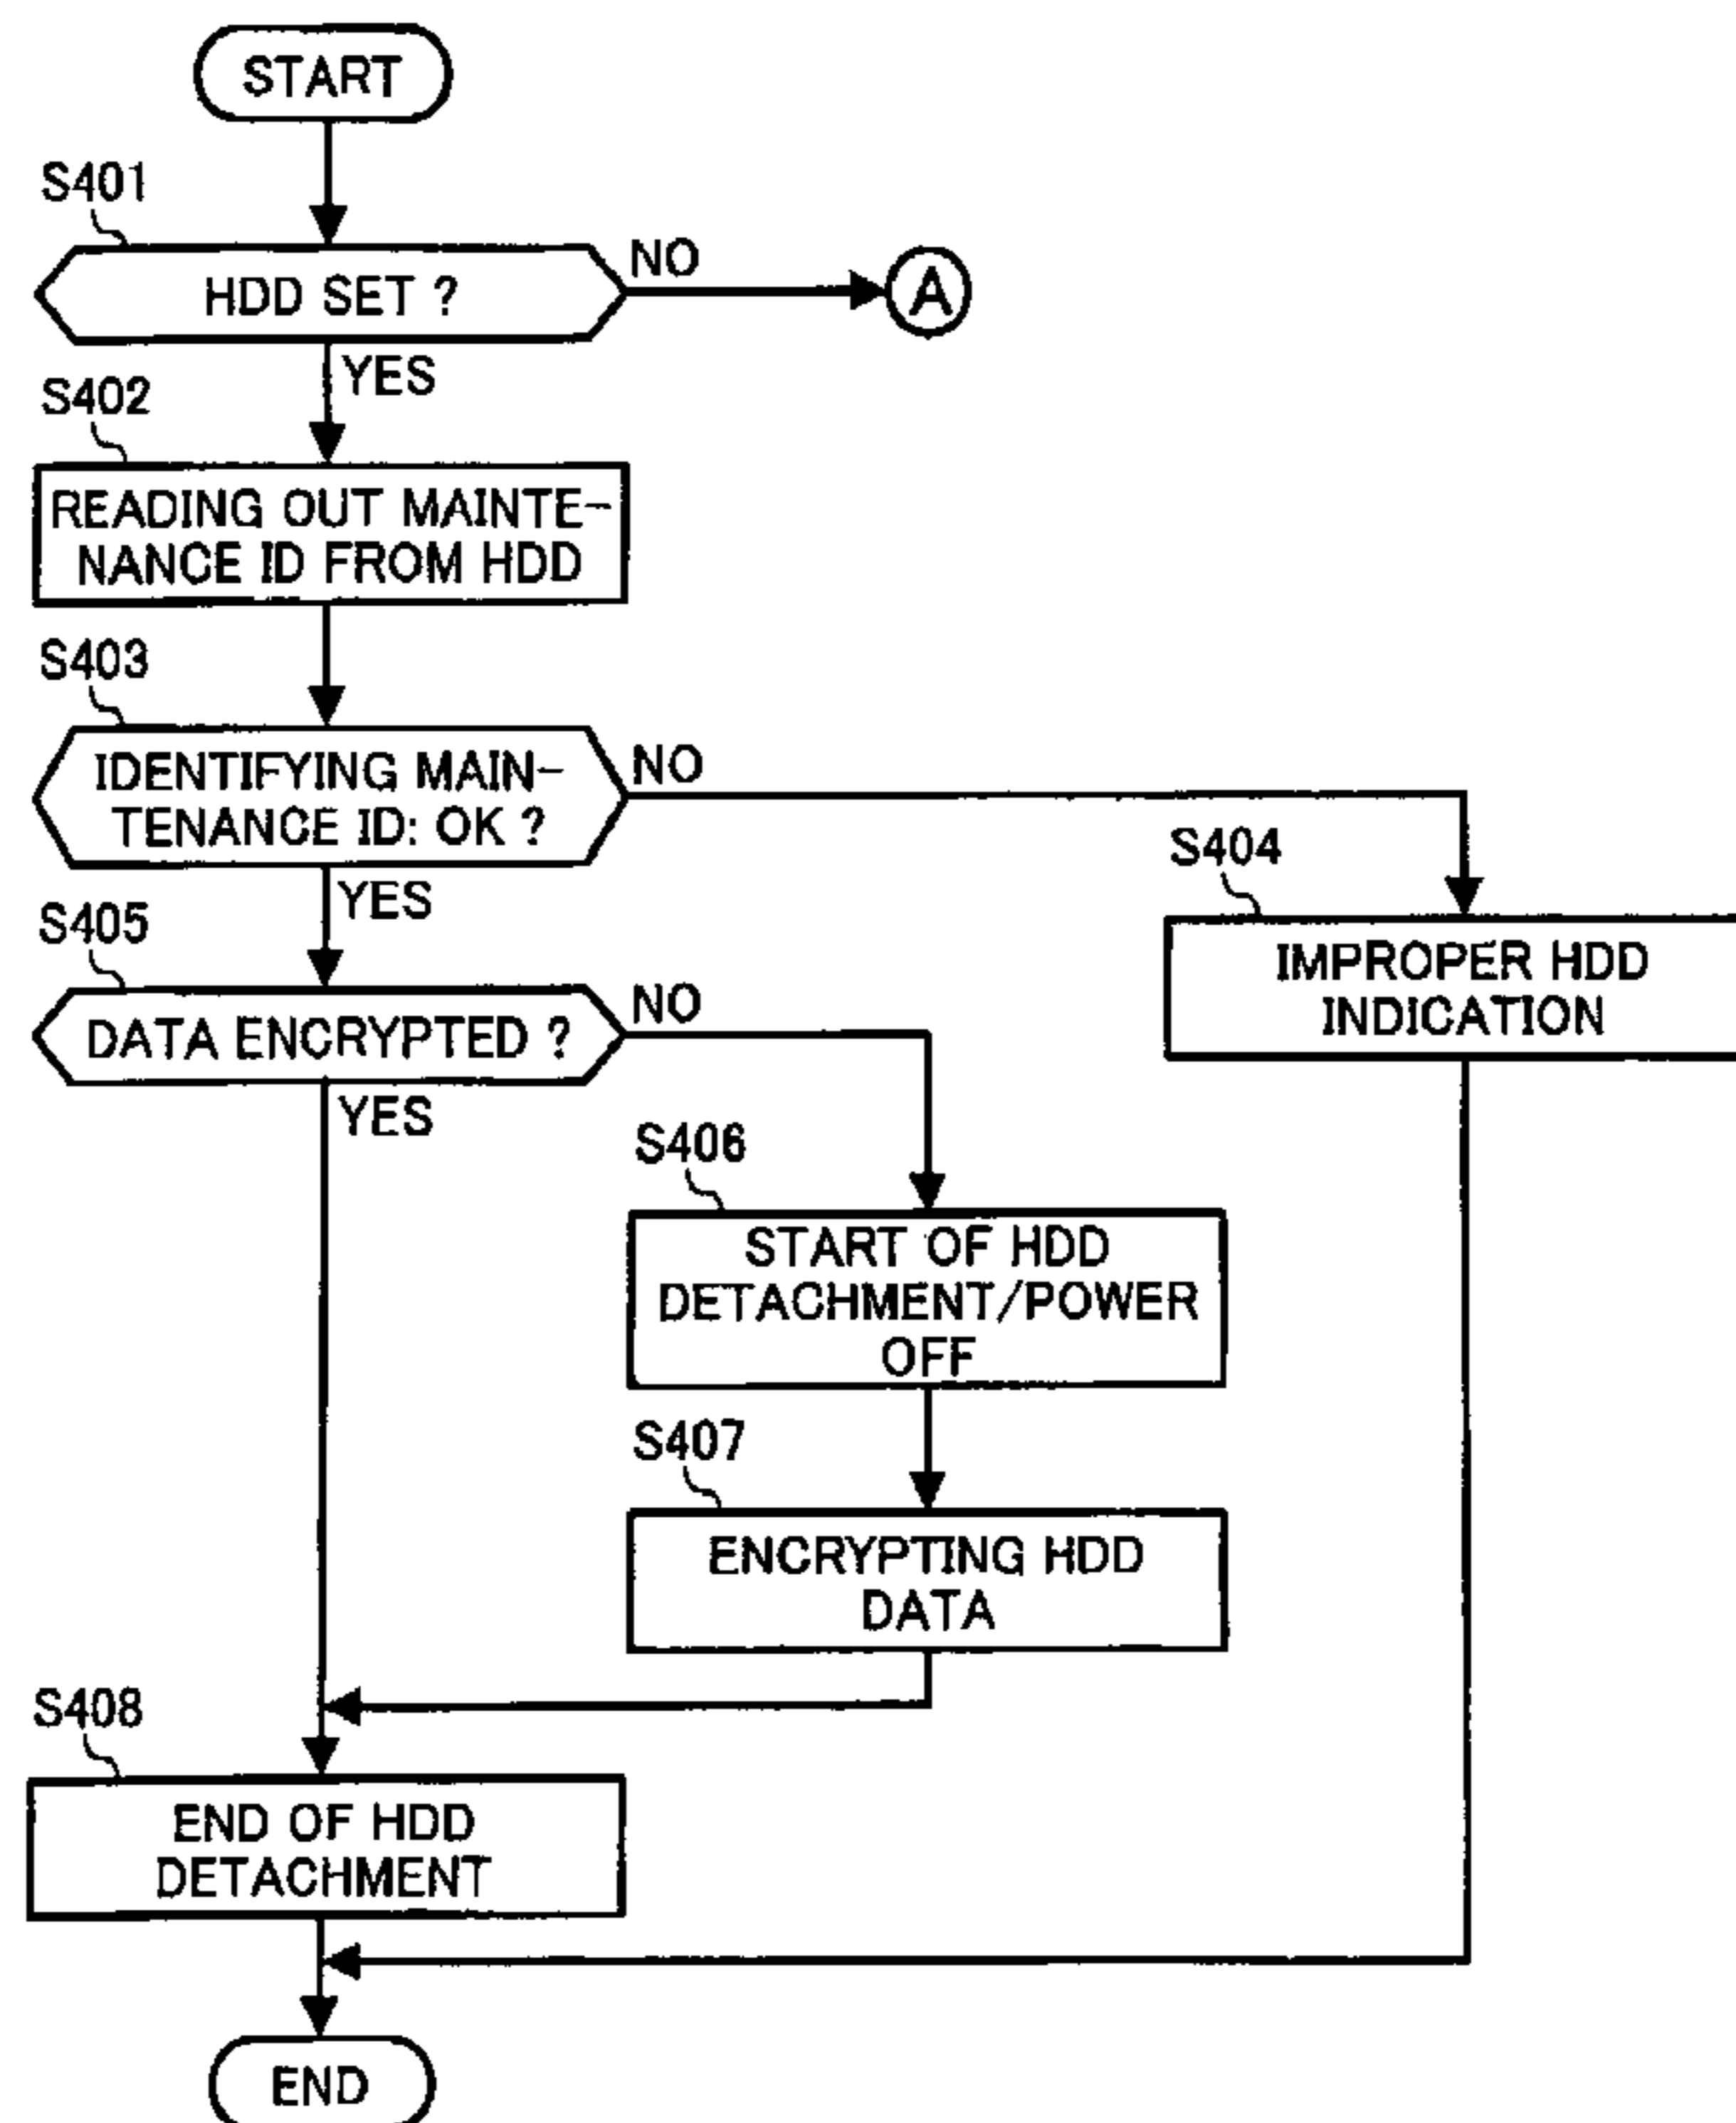 START
S401
HDD SET ?
NO
A
YES
S402
READING OUT MAINTE-
NANCE ID FROM HDD
S403
IDENTIFYING MAIN-
TENANCE ID: OK ?
NO
S404
YES
IMPROPER HDD
INDICATION
S405
DATA ENCRYPTED ?
NO
YES
S406
START OF HDD
DETACHMENT/POWER
OFF
S407
ENCRYPTING HDD
DATA
S408
END OF HDD
DETACHMENT
END